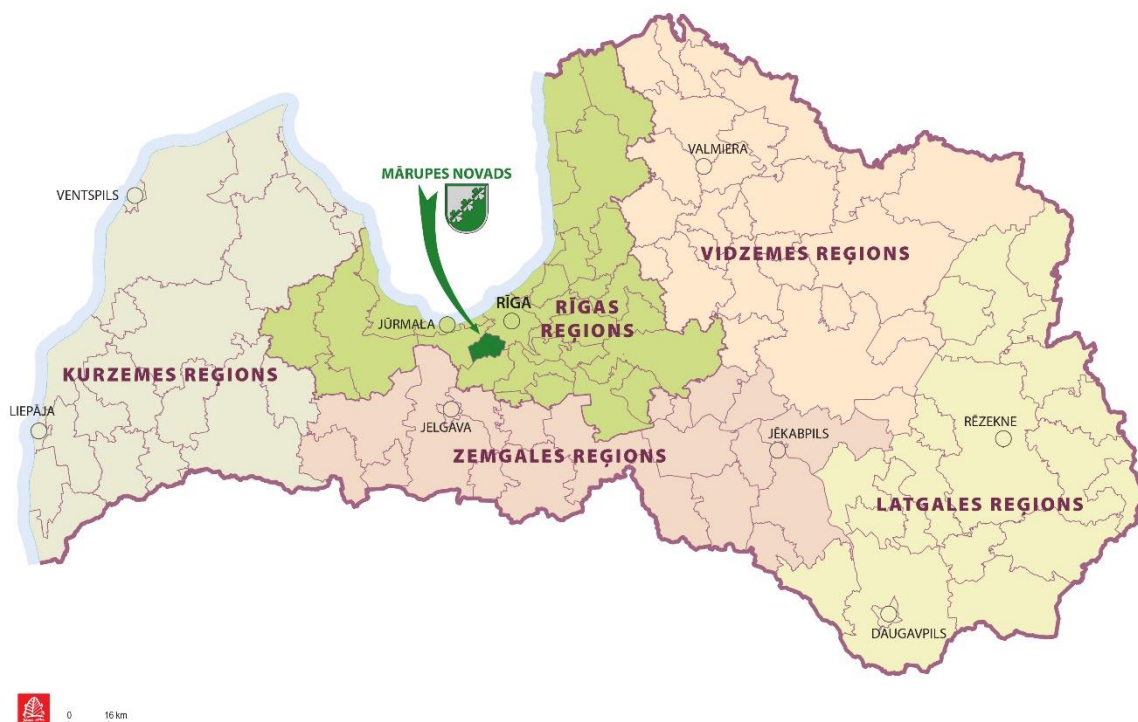 VALMIERA
MĀRUPES NOVADS
VENTSPILS
VIDZEMES REĢIONS
RĪGA
RĪGAS
REĢIONS
JŪRMALA
KURZEMES REĢIONS
LIEPĀJA
JELGAVA
ZEMGALES REĢIONS
JĒKABPILS
RĒZEKNE
LATGALES REĢIONS
DAUGAVPILS
0 16 km